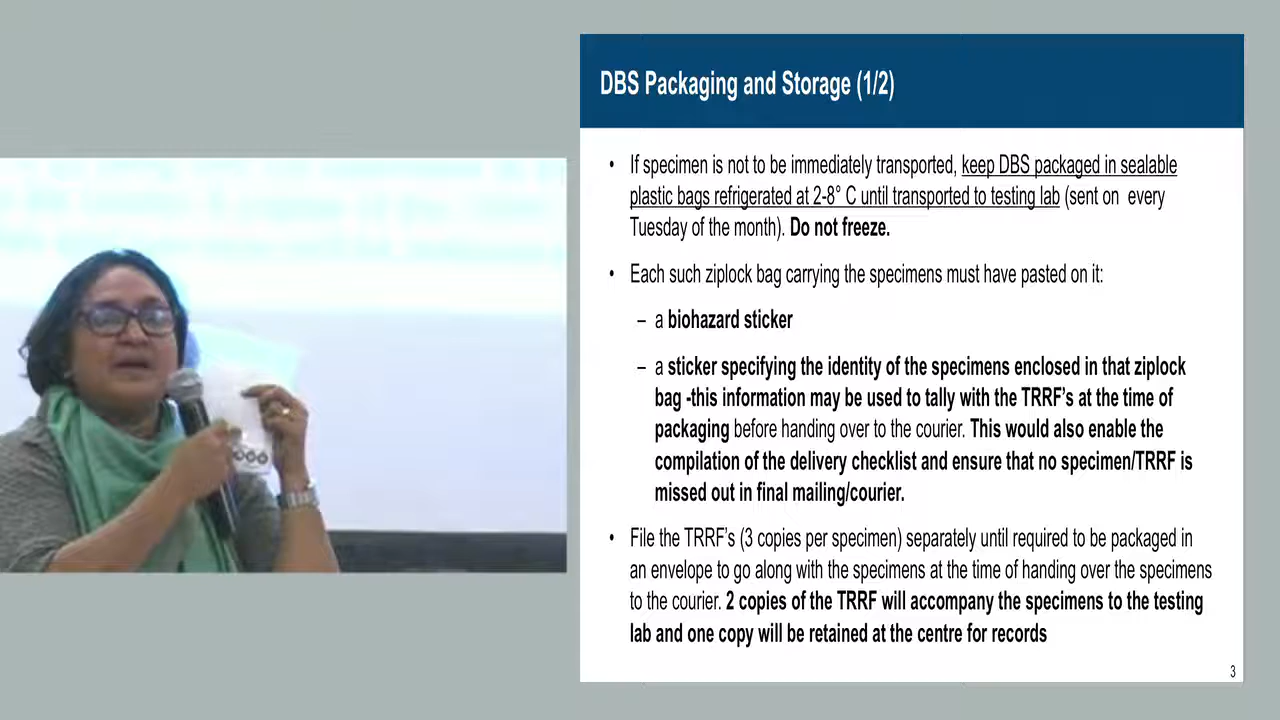 DBS Packaging and Storage (1/2)
• If specimen is not to be immediately transported, keep DBS packaged in sealable
plastic bags refrigerated at 2-8° C until transported to testing lab (sent on every
Tuesday of the month). Do not freeze.
• Each such ziplock bag carrying the specimens must have pasted on it:
– a biohazard sticker
– a sticker specifying the identity of the specimens enclosed in that ziplock
bag -this information may be used to tally with the TRRF's at the time of
packaging before handing over to the courier. This would also enable the
compilation of the delivery checklist and ensure that no specimen/TRRF is
missed out in final mailing/courier.
• File the TRRF's (3 copies per specimen) separately until required to be packaged in
an envelope to go along with the specimens at the time of handing over the specimens
to the courier. 2 copies of the TRRF will accompany the specimens to the testing
lab and one copy will be retained at the centre for records
3